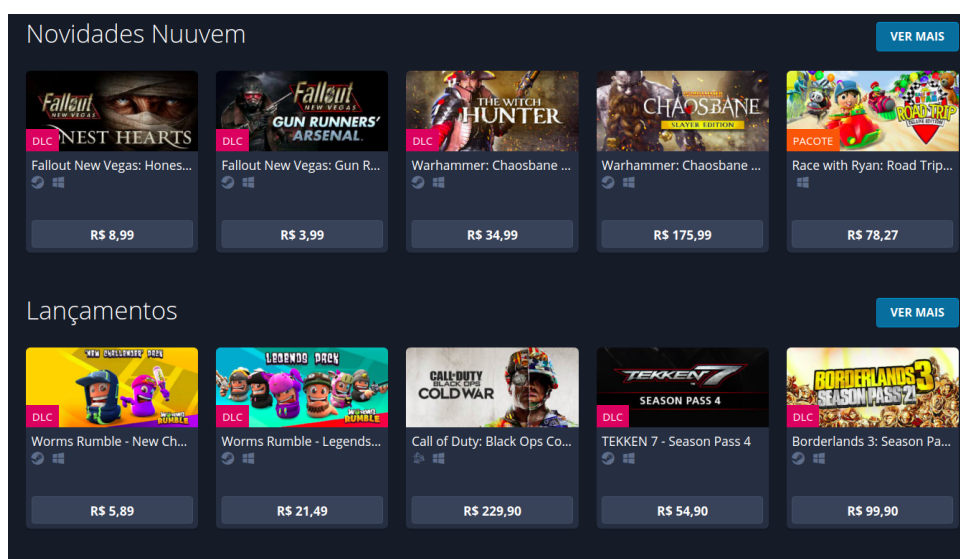 Novidades Nuuvem
VER MAIS
Fallout
NEW VEGAS
NEST HEARTS
DLC
Fallout
NEW VEGAS
GUN RUNNERS'
ARSENAL.
DLC
THE WITCH
HUNTER
DLC
CHAOSBANE
SLAYER EDITION
ROAD TRIP
DELUXE EDITION
PACOTE
Fallout New Vegas: Hones...
Fallout New Vegas: Gun R...
Warhammer: Chaosbane ...
Warhammer: Chaosbane ...
Race with Ryan: Road Trip...
R$ 8,99
R$ 3,99
R$ 34,99
R$ 175,99
R$ 78,27
Lançamentos
VER MAIS
"NEW CHALLENGER" PACK
WORMS
RUMBLE
DLC
LEGENDS PACK
WORMS
RUMBLE
DLC
CALL OF DUTY
BLACK OPS
COLD WAR
TEKKEN 7
SEASON PASS 4
DLC
BORDERLANDS 3
SEASON PASS 2!
DLC
Worms Rumble - New Ch...
Worms Rumble - Legends...
Call of Duty: Black Ops Co...
TEKKEN 7 - Season Pass 4
Borderlands 3: Season Pa...
R$ 5,89
R$ 21,49
R$ 229,90
R$ 54,90
R$ 99,90